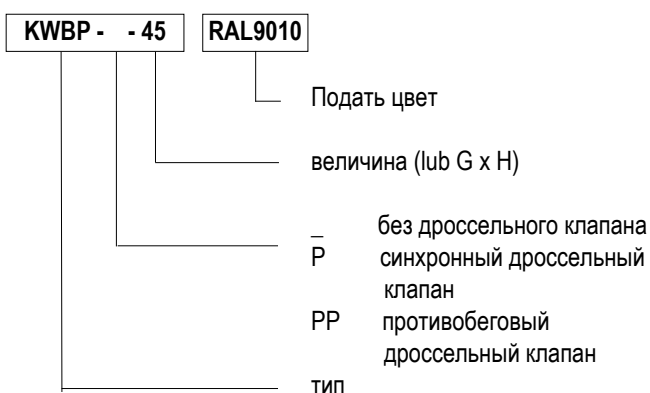 KWBP - - 45 RAL9010
Подать цвет
величина (lub G x H)
_ без дроссельного клапана
P синхронный дроссельный
клапан
PP противобеговый
дроссельный клапан
тип